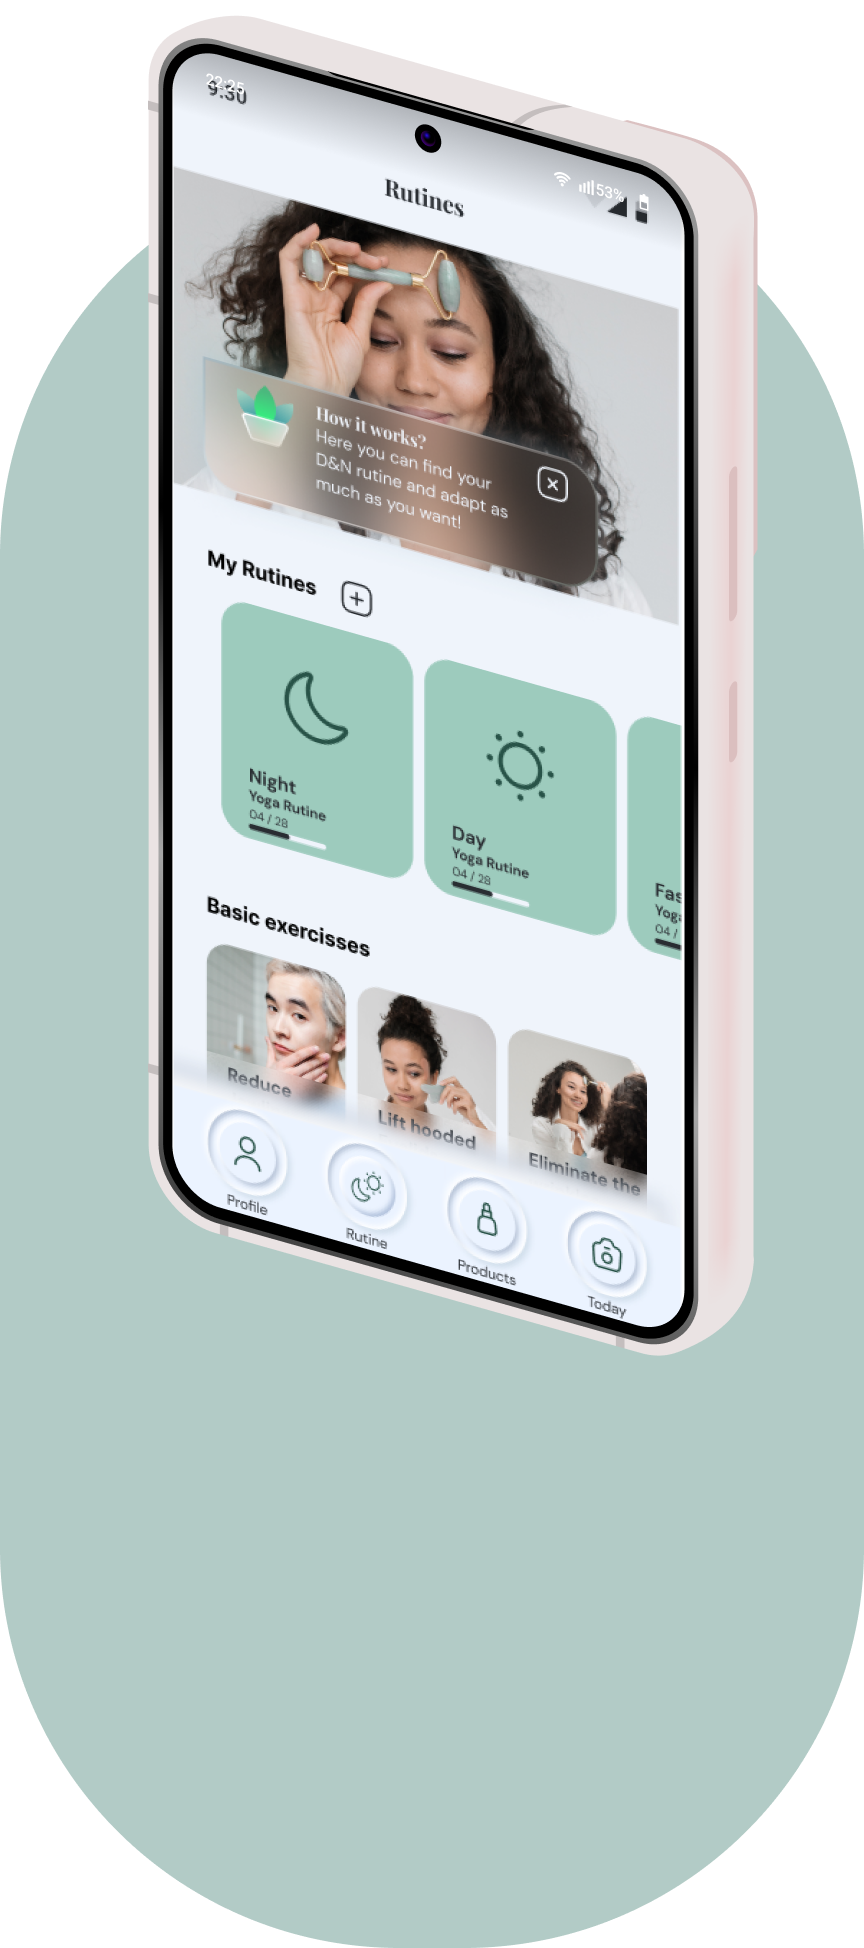 22:25
9:30
53%
Rutines
How it works?
Here you can find your
D&N rutine and adapt as
much as you want!
My Rutines
Night
Yoga Rutine
04 / 28
Day
Yoga Rutine
04 / 28
Fas
Yoga
04 /
Basic exercisses
Reduce
Lift hooded
Eliminate the
Profile
Rutine
Products
Today